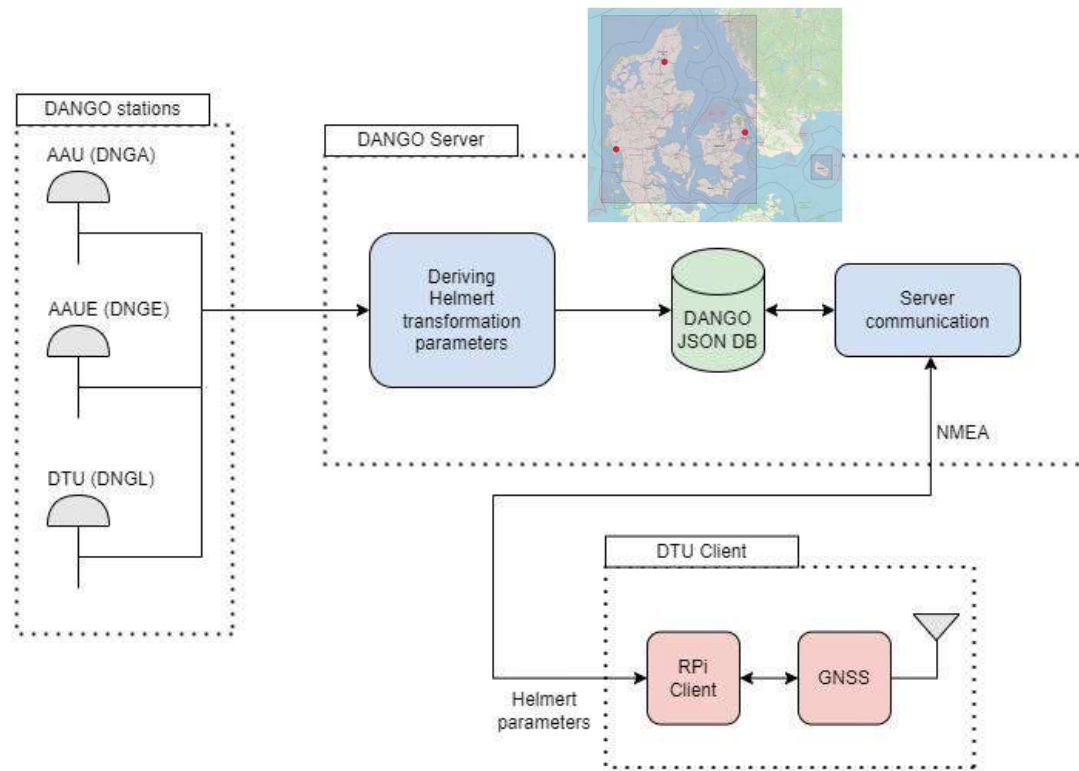 DANGO stations
AAU (DNGA)
AAUE (DNGE)
DTU (DNGL)
DANGO Server
Deriving
Helmert
transformation
parameters
DANGO
JSON DB
Server
communication
NMEA
DTU Client
RPi
Client
GNSS
Helmert
parameters